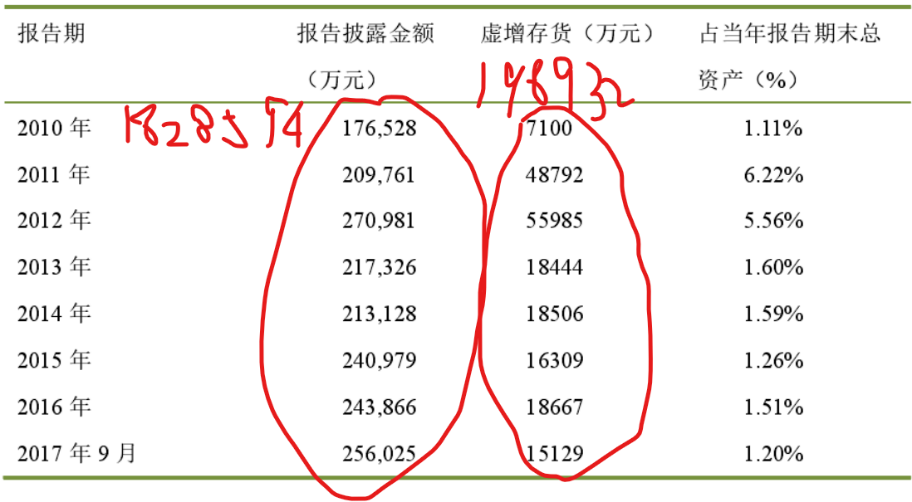 报告期 报告披露金额 虚增存货（万元） 占当年报告期末总
（万元） 资产（%）
148932
2010 年 1828594 176,528 7100 1.11%
2011 年 209,761 48792 6.22%
2012 年 270,981 55985 5.56%
2013 年 217,326 18444 1.60%
2014 年 213,128 18506 1.59%
2015 年 240,979 16309 1.26%
2016 年 243,866 18667 1.51%
2017 年 9 月 256,025 15129 1.20%